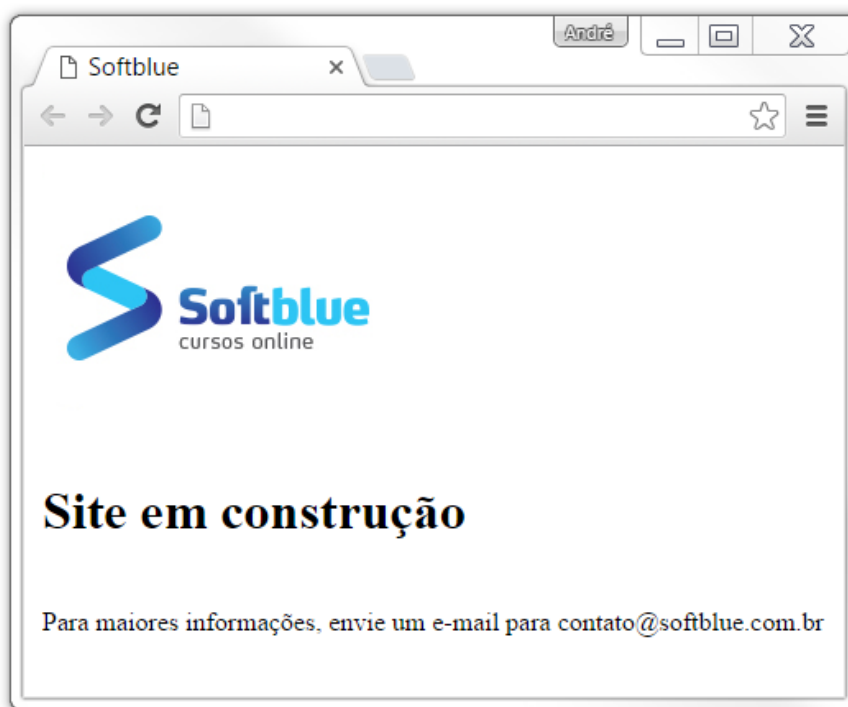 André
Softblue
Softblue
cursos online
Site em construção
Para maiores informações, envie um e-mail para contato@softblue.com.br